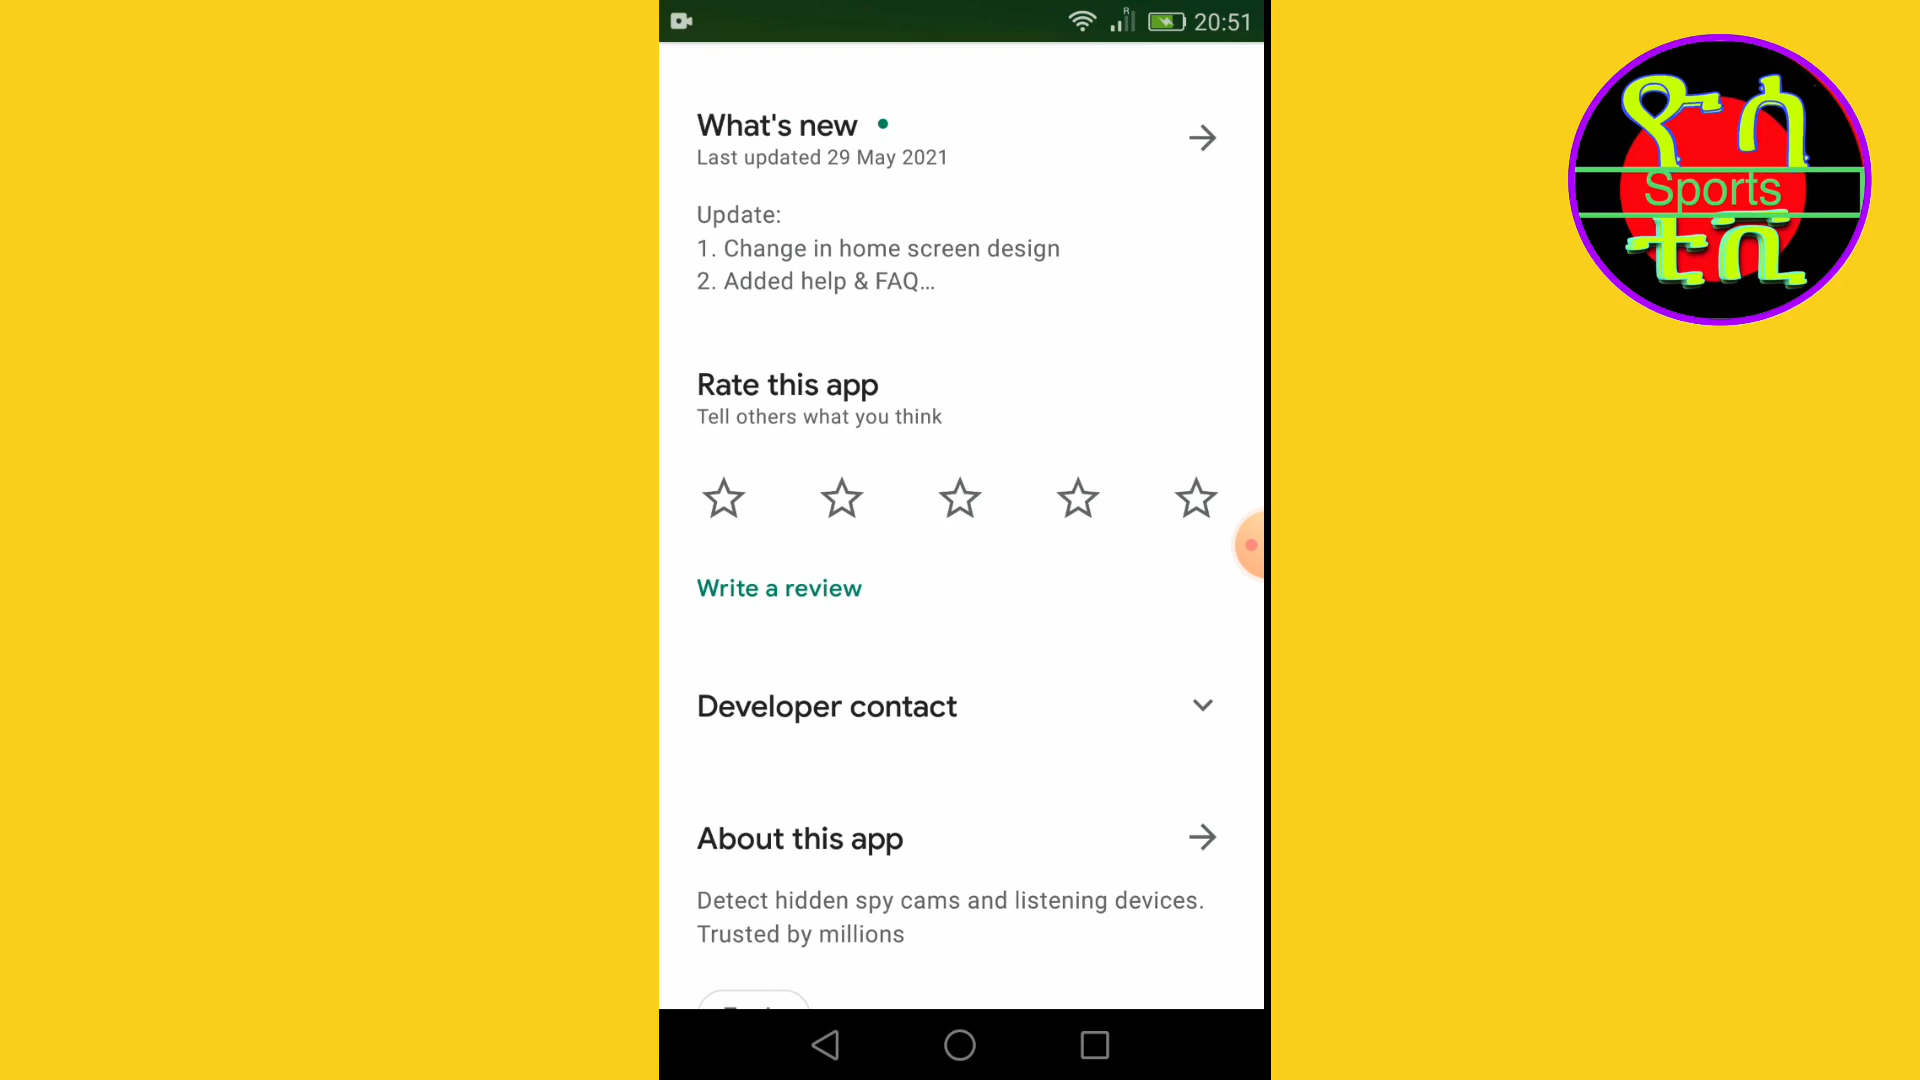 R
20:51
What's new
Last updated 29 May 2021
Update:
1. Change in home screen design
2. Added help & FAQ...
Rate this app
Tell others what you think
Write a review
Developer contact
About this app
Detect hidden spy cams and listening devices.
Trusted by millions
ዮሲ
Sports
ቲቪ